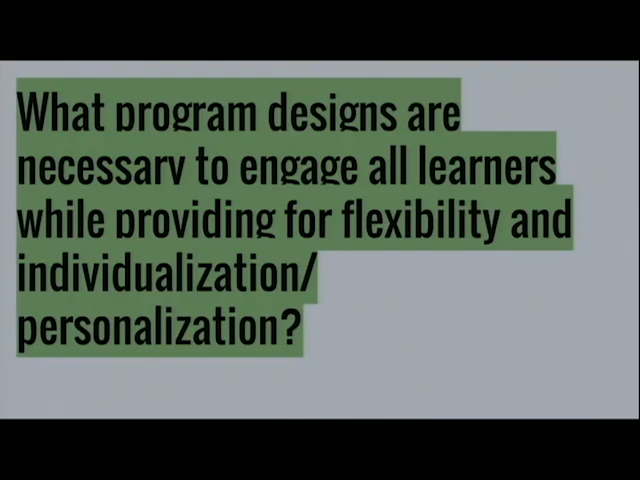 What program designs are
necessary to engage all learners
while providing for flexibility and
individualization/
personalization?